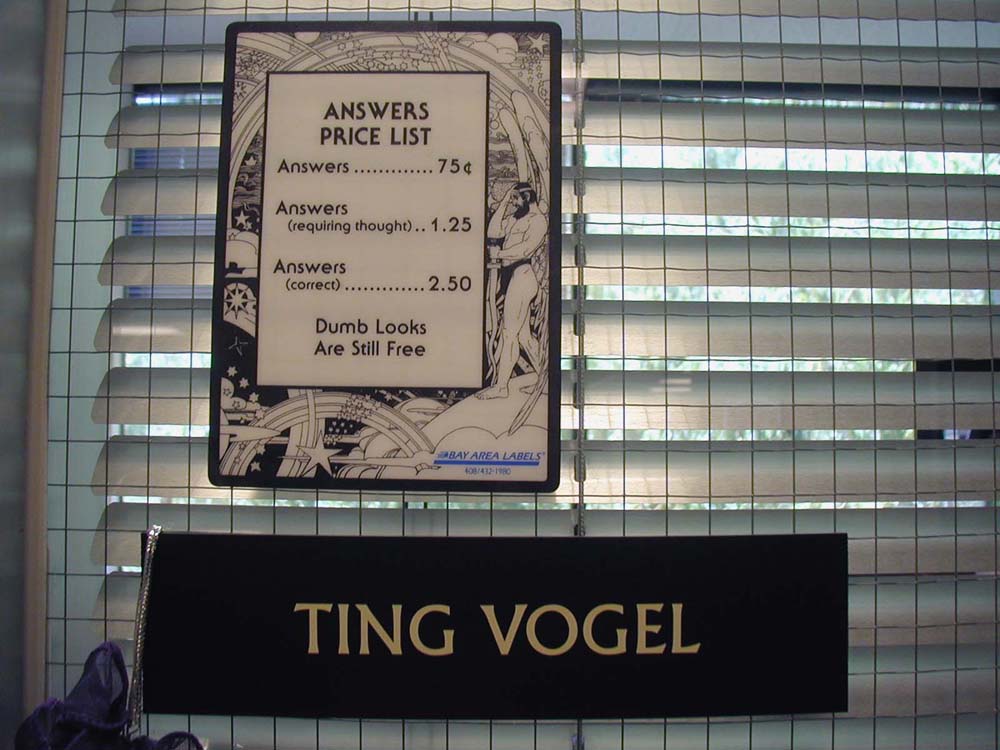 ANSWERS
PRICE LIST
Answers ............. 75¢
Answers
(requiring thought) .. 1.25
Answers
(correct) ............. 2.50
Dumb Looks
Are Still Free
BAY AREA LABELS
408/432-1980
TING VOGEL